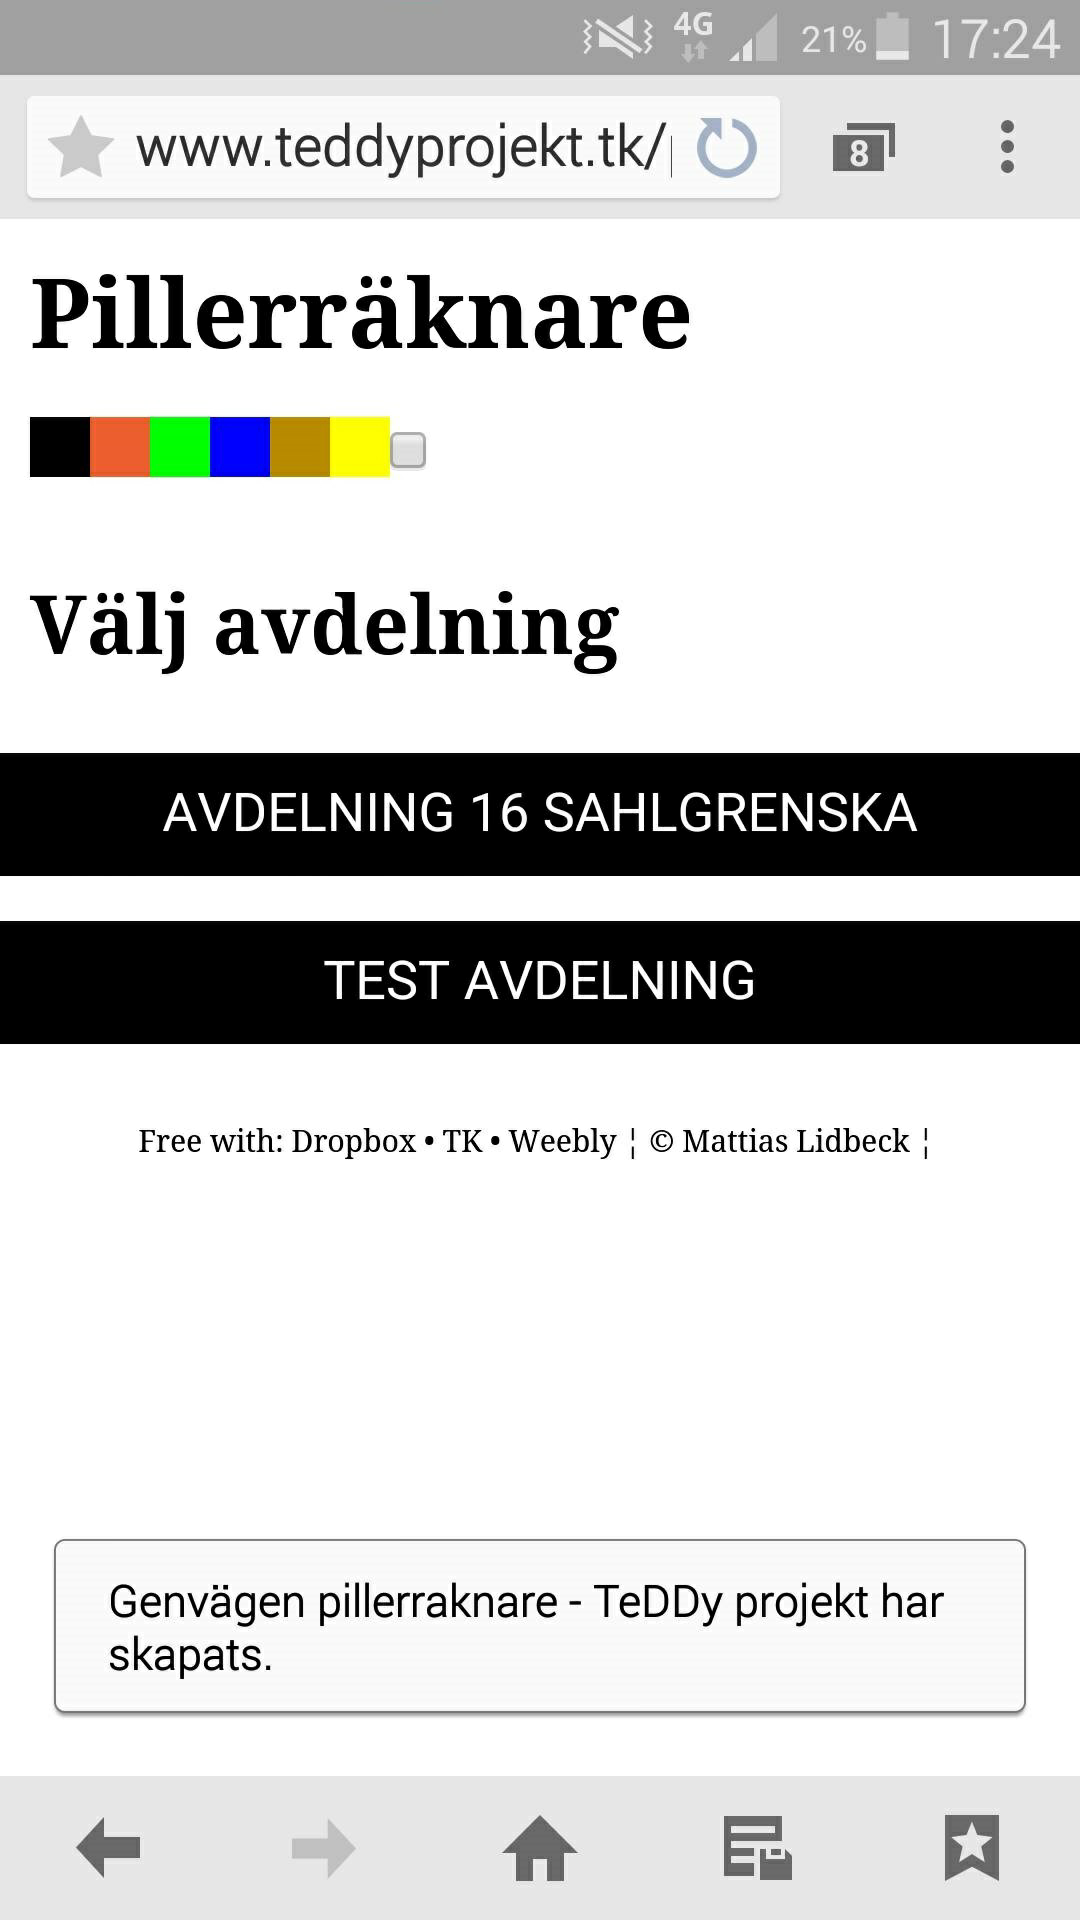 4G 21% 17:24
www.teddyprojekt.tk/
8
Pillerräknare
Välj avdelning
AVDELNING 16 SAHLGRENSKA
TEST AVDELNING
Free with: Dropbox • TK • Weebly ¦ © Mattias Lidbeck ¦
Genvägen pillerraknare - TeDDy projekt har
skapats.